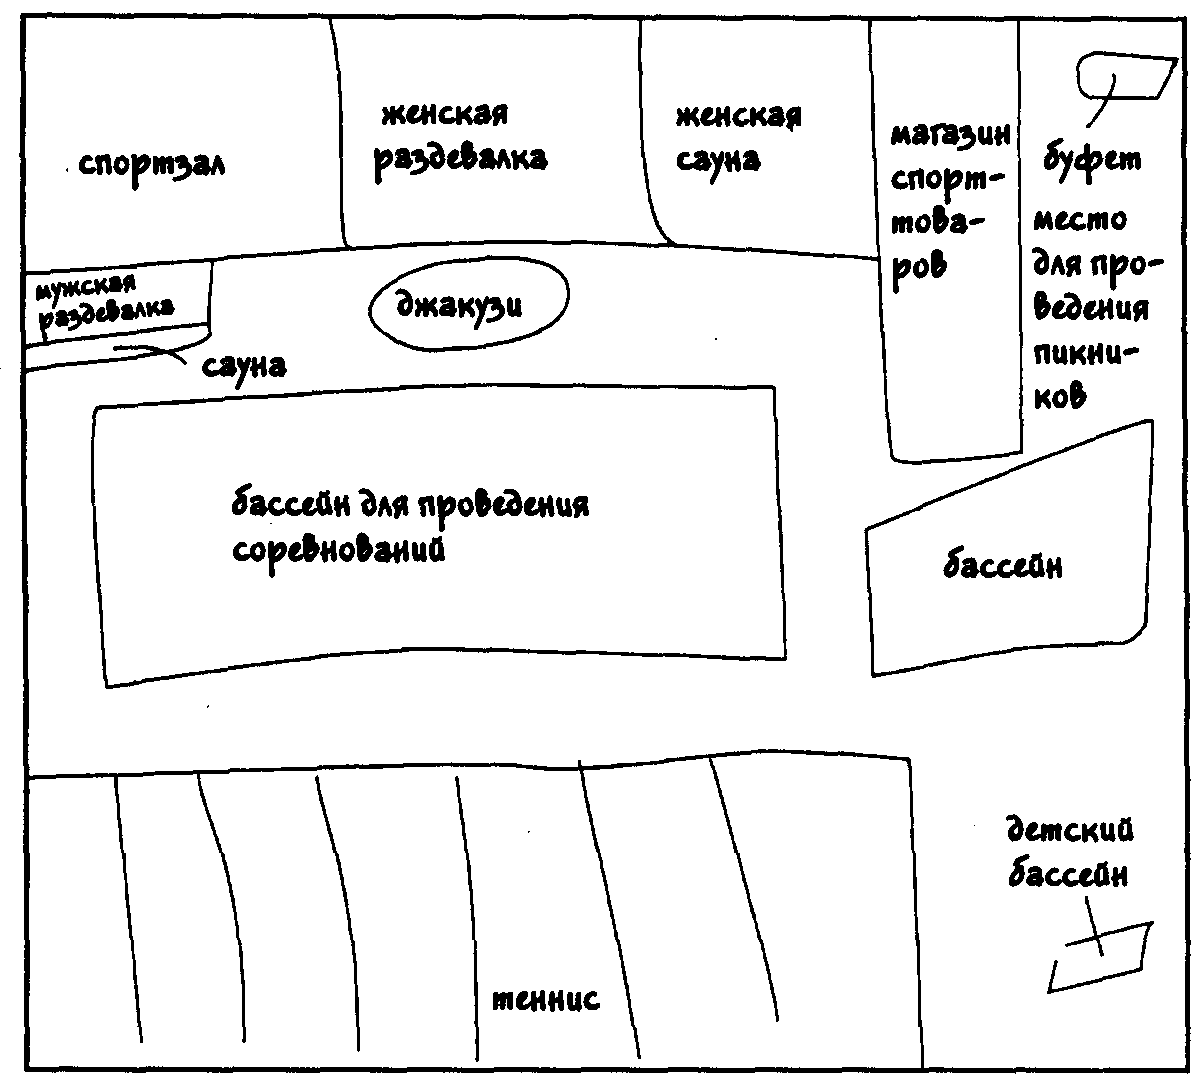 спортзал
женская
раздевалка
женская
сауна
магазин
спорт-
това-
ров
буфет
место
для про-
ведения
пикни-
ков
мужская
раздевалка
сауна
джакузи
бассейн для проведения
соревнований
бассейн
детский
бассейн
теннис